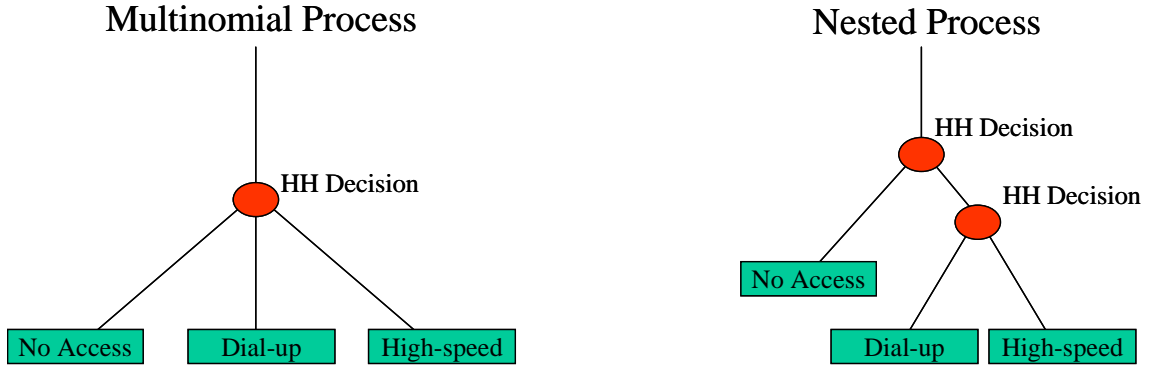 Multinomial Process
HH Decision
No Access
Dial-up
High-speed
Nested Process
HH Decision
HH Decision
No Access
Dial-up
High-speed